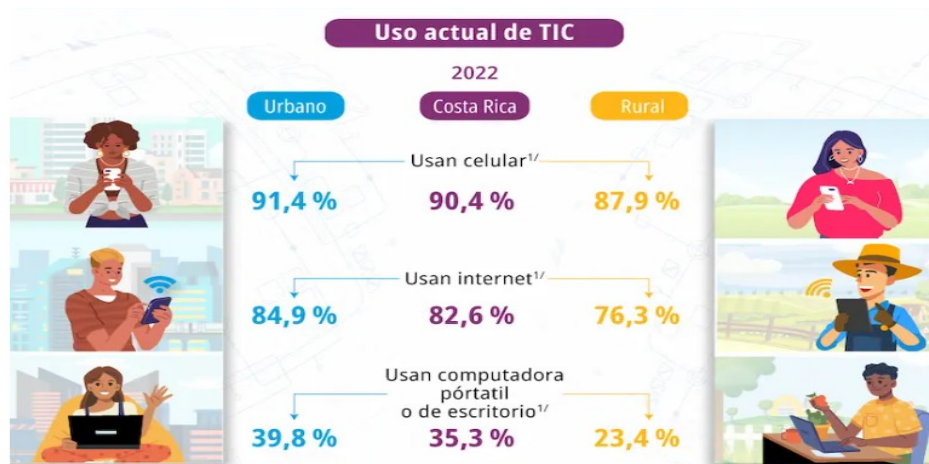 Uso actual de TIC
2022
Urbano Costa Rica Rural
Usan celular1/
91,4 % 90,4 % 87,9 %
Usan internet1/
84,9 % 82,6 % 76,3 %
Usan computadora
pórtatil
o de escritorio1/
39,8 % 35,3 % 23,4 %